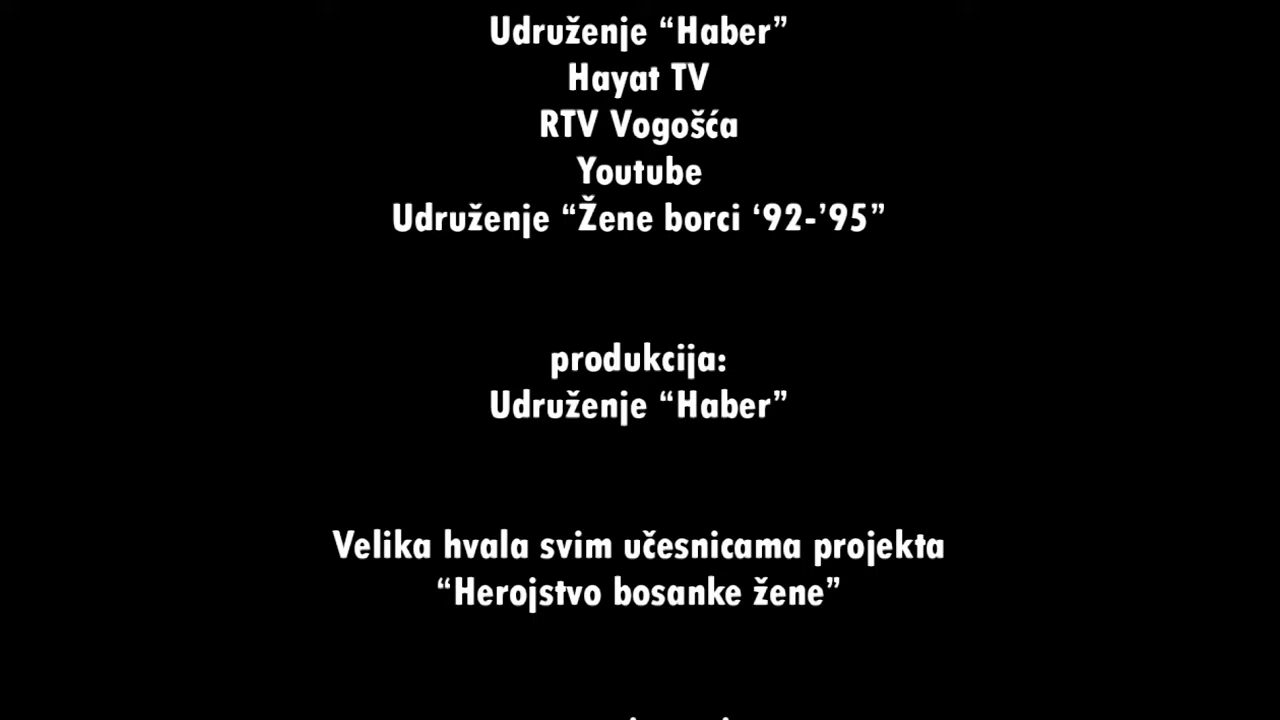 Udruženje “Haber”
Hayat TV
RTV Vogošća
Youtube
Udruženje “Žene borci ‘92-’95”
produkcija:
Udruženje “Haber”
Velika hvala svim učesnicama projekta
“Herojstvo bosanke žene”